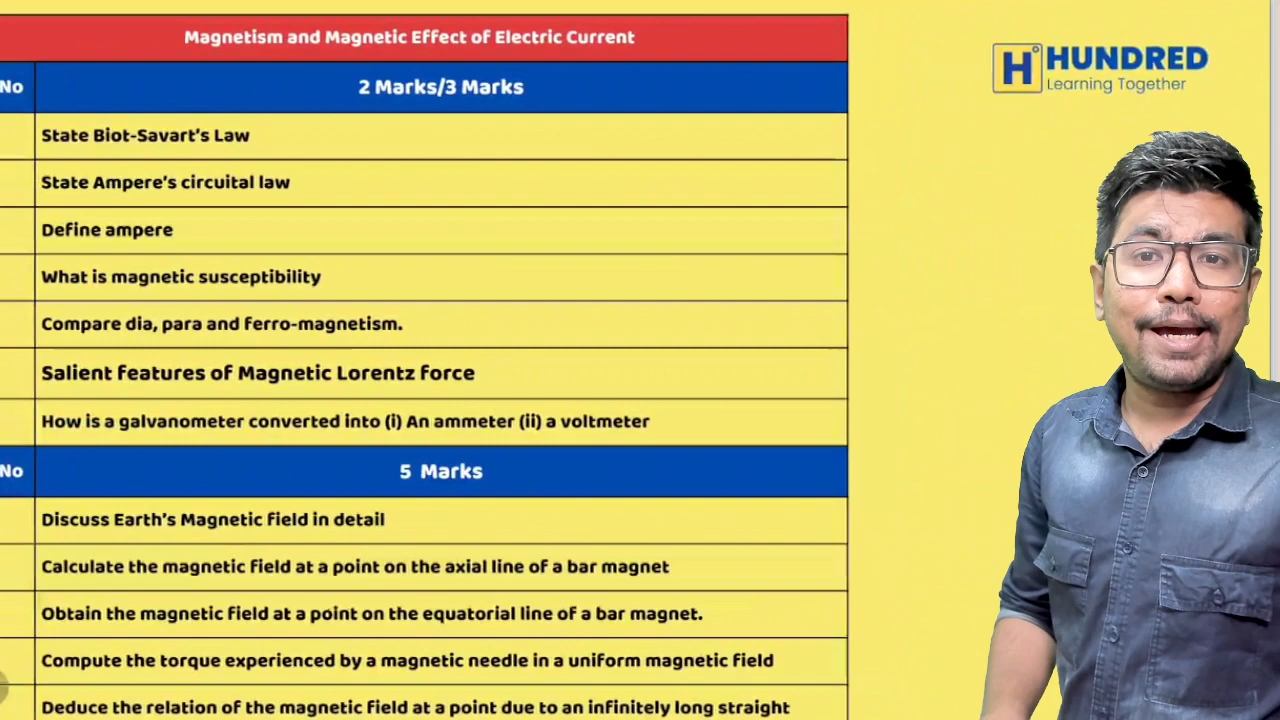 Magnetism and Magnetic Effect of Electric Current
No 2 Marks/3 Marks
State Biot-Savart's Law
State Ampere's circuital law
Define ampere
What is magnetic susceptibility
Compare dia, para and ferro-magnetism.
Salient features of Magnetic Lorentz force
How is a galvanometer converted into (i) An ammeter (ii) a voltmeter
No 5 Marks
Discuss Earth's Magnetic field in detail
Calculate the magnetic field at a point on the axial line of a bar magnet
Obtain the magnetic field at a point on the equatorial line of a bar magnet.
Compute the torque experienced by a magnetic needle in a uniform magnetic field
Deduce the relation of the magnetic field at a point due to an infinitely long straight
H° HUNDRED
Learning Together